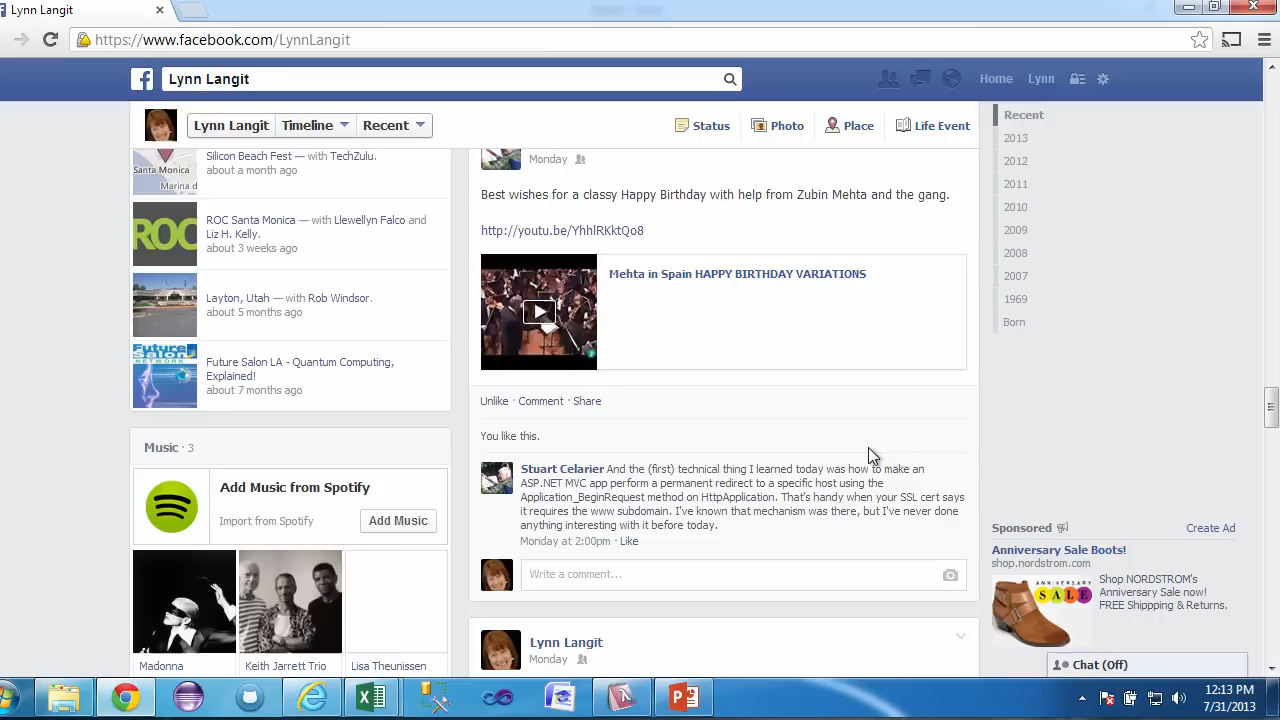 Lynn Langit
https://www.facebook.com/LynnLangit
Lynn Langit
Home
Lynn
Lynn Langit
Timeline
Recent
Status
Photo
Place
Life Event
Santa Monica
Marina d
Silicon Beach Fest — with TechZulu.
about a month ago
ROC
ROC Santa Monica — with Llewellyn Falco and
Liz H. Kelly.
about 3 weeks ago
Layton, Utah — with Rob Windsor.
about 5 months ago
Future Salon
NETWORK
Future Salon LA - Quantum Computing,
Explained!
about 7 months ago
Music · 3
Add Music from Spotify
Import from Spotify
Add Music
Madonna
Keith Jarrett Trio
Lisa Theunissen
Monday
Best wishes for a classy Happy Birthday with help from Zubin Mehta and the gang.
http://youtu.be/YhhlRKktQo8
Mehta in Spain HAPPY BIRTHDAY VARIATIONS
Unlike · Comment · Share
You like this.
Stuart Celarier And the (first) technical thing I learned today was how to make an
ASP.NET MVC app perform a permanent redirect to a specific host using the
Application_BeginRequest method on HttpApplication. That's handy when your SSL cert says
it requires the www subdomain. I've known that mechanism was there, but I've never done
anything interesting with it before today.
Monday at 2:00pm · Like
Write a comment...
Lynn Langit
Monday
Recent
2013
2012
2011
2010
2009
2008
2007
1969
Born
Sponsored
Create Ad
Anniversary Sale Boots!
shop.nordstrom.com
ANNIVERSARY
SALE
Shop NORDSTROM's
Anniversary Sale now!
FREE Shippping & Returns.
Chat (Off)
12:13 PM
7/31/2013